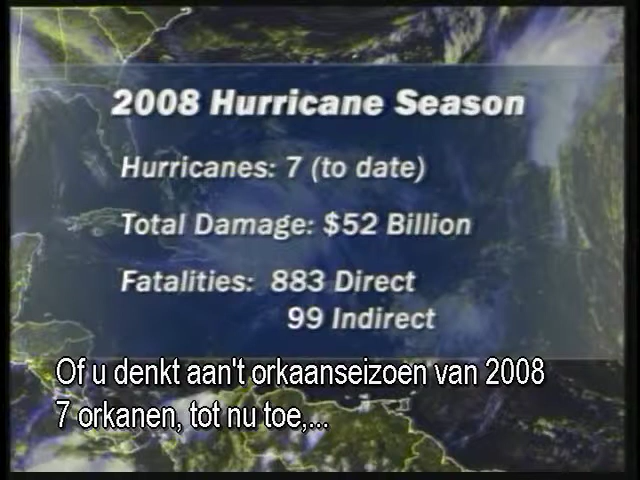 2008 Hurricane Season
Hurricanes: 7 (to date)
Total Damage: $52 Billion
Fatalities: 883 Direct
99 Indirect
Of u denkt aan't orkaanseizoen van 2008
7 orkanen, tot nu toe,...